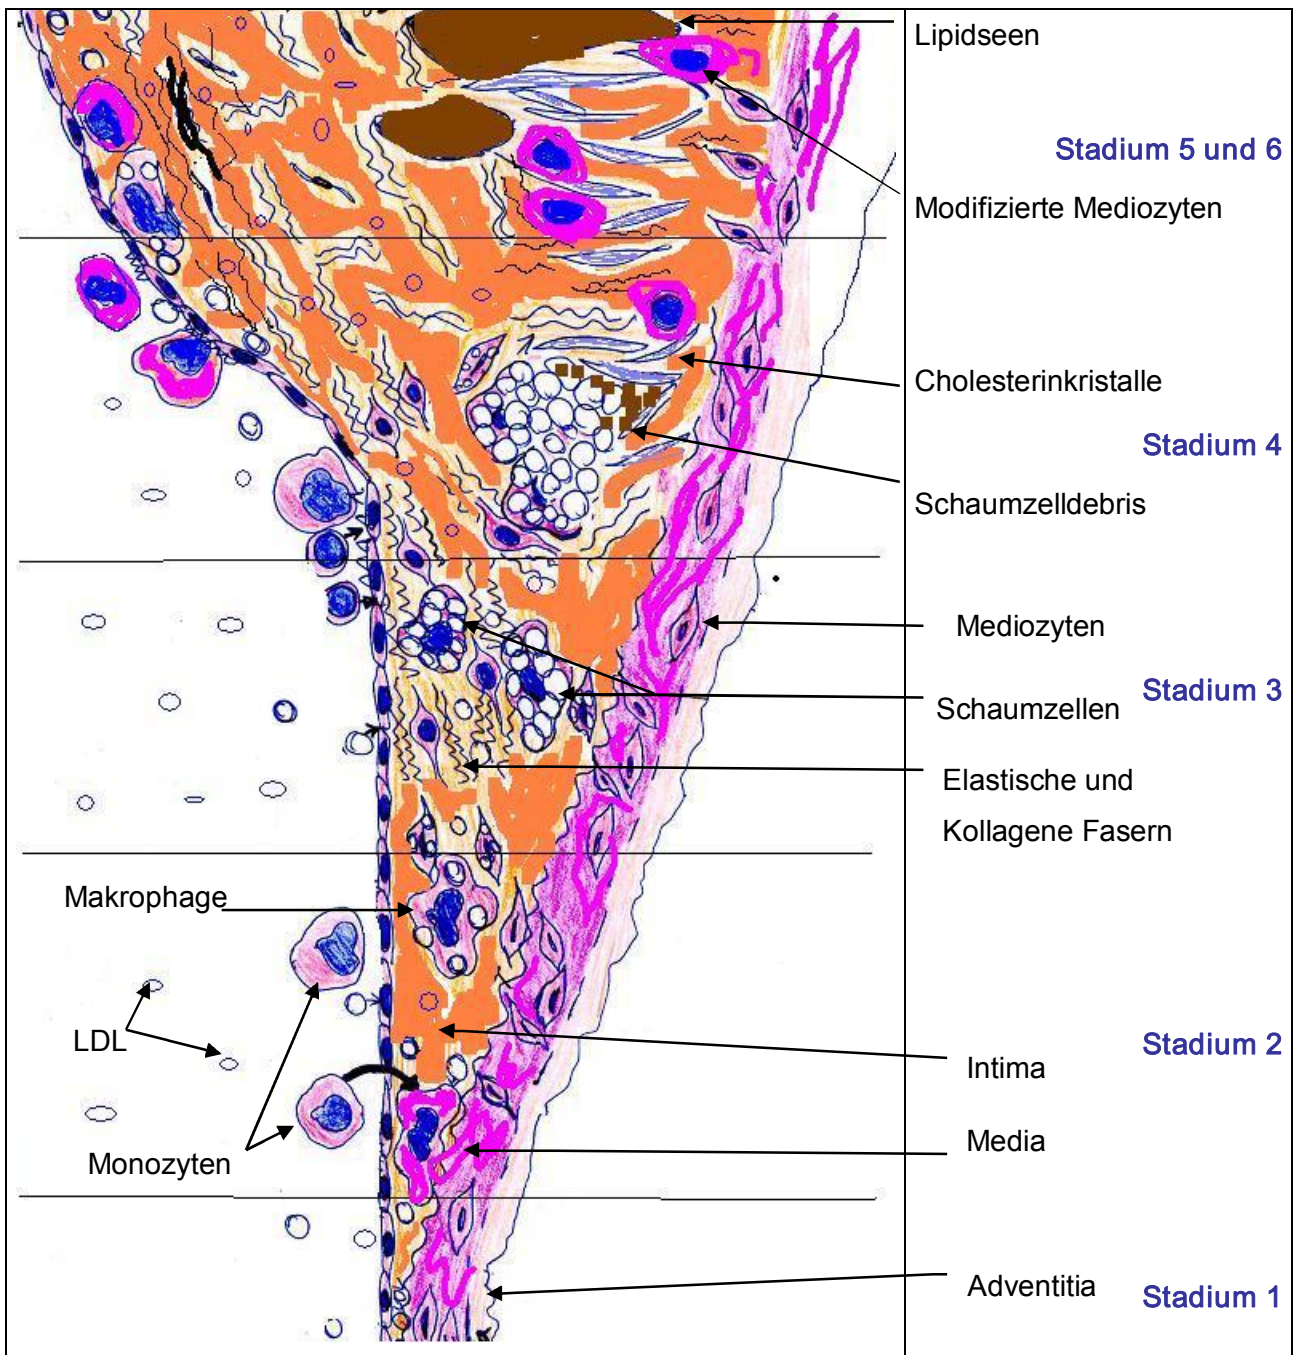 Lipidseen
Stadium 5 und 6
Modifizierte Mediozyten
Cholesterinkristalle
Stadium 4
Schaumzelldebris
Mediozyten
Stadium 3
Schaumzellen
Elastische und
Kollagene Fasern
Makrophage
LDL
Stadium 2
Intima
Media
Monozyten
Adventitia
Stadium 1